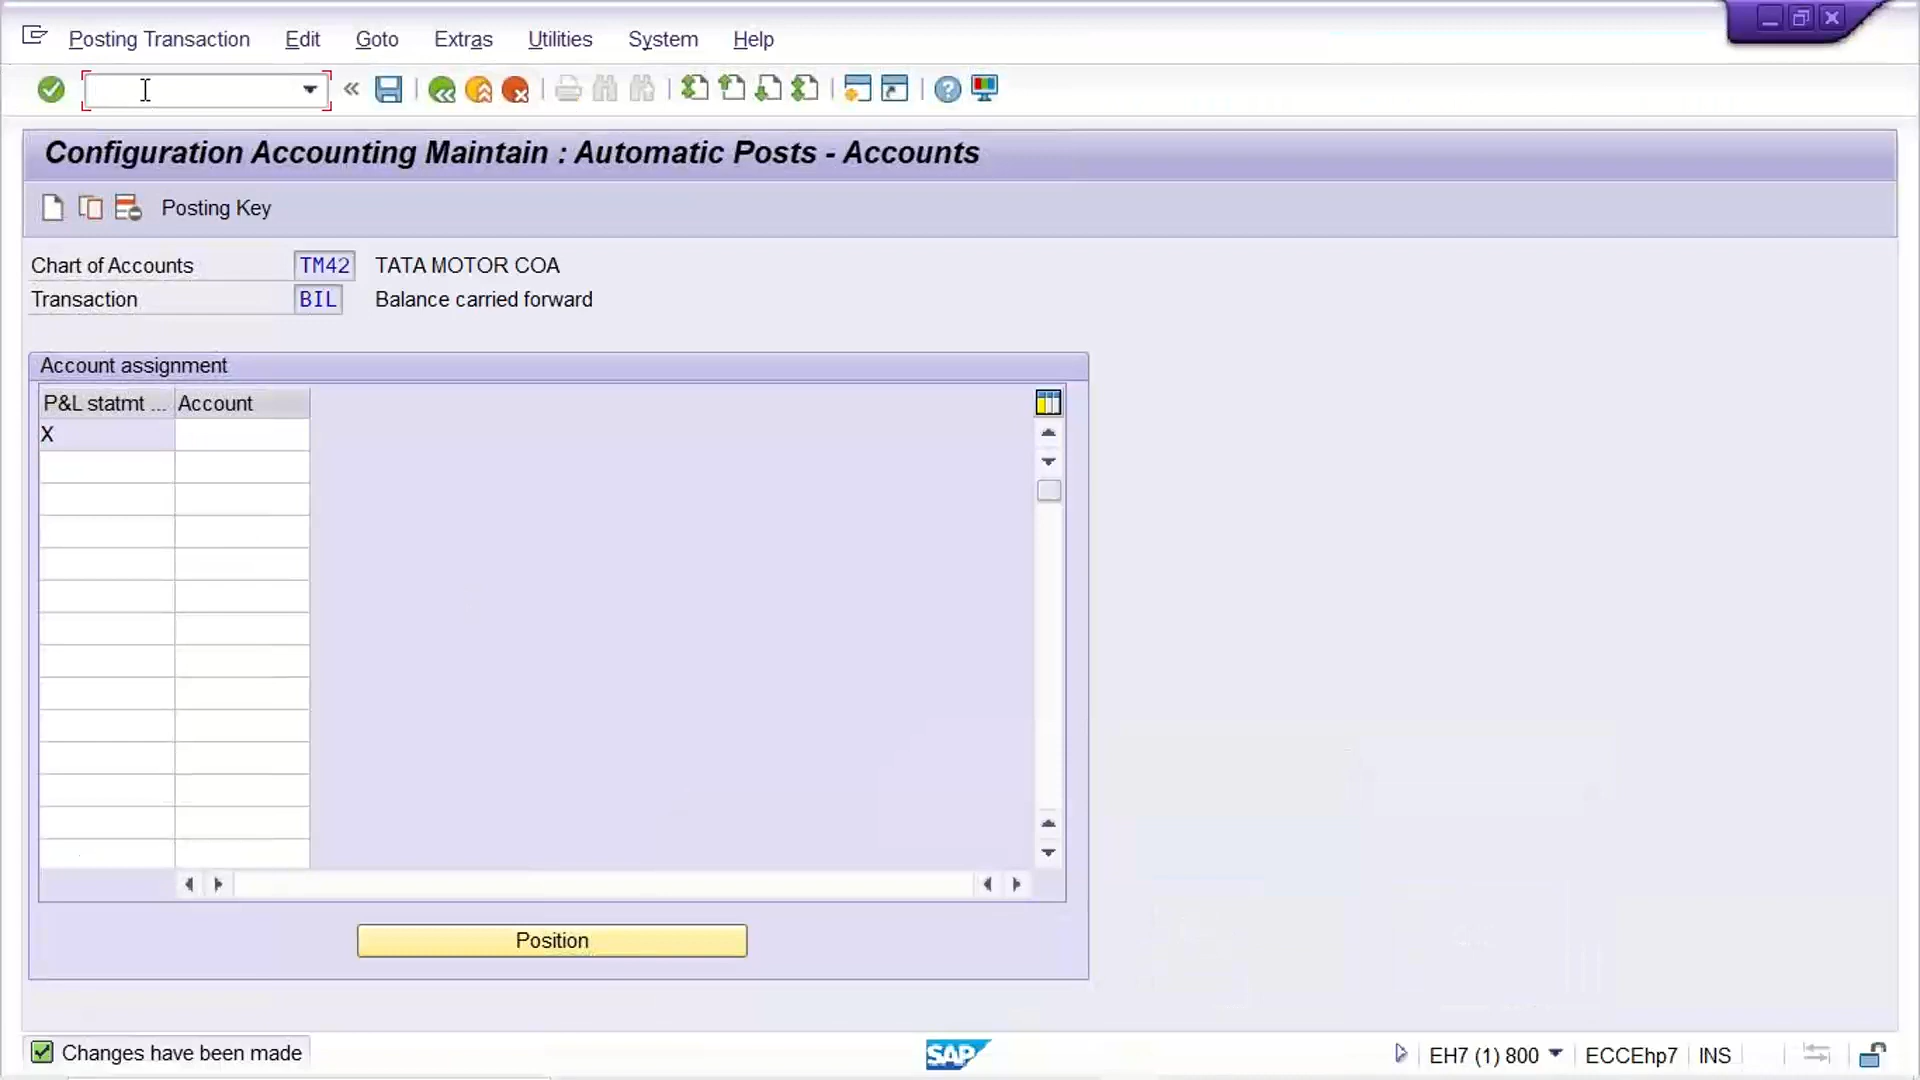 Posting Transaction Edit Goto Extras Utilities System Help
Configuration Accounting Maintain : Automatic Posts - Accounts
Posting Key
Chart of Accounts TM42 TATA MOTOR COA
Transaction BIL Balance carried forward
Account assignment
P&L statmt ... Account
X
Position
Changes have been made
SAP
EH7 (1) 800 ECCEhp7 INS